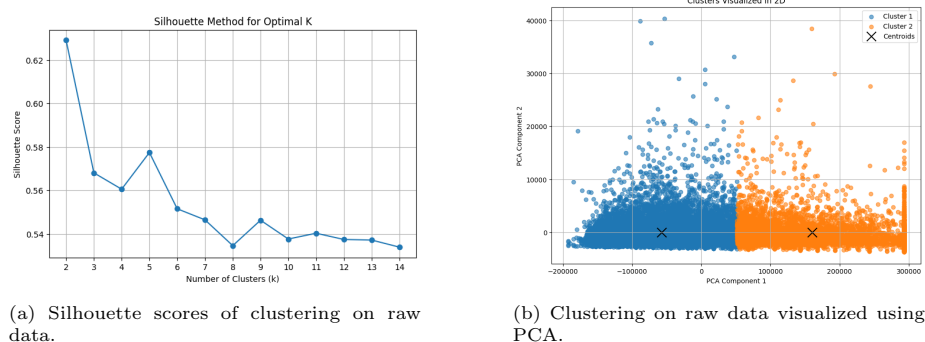 Silhouette Method for Optimal K
Silhouette Score
0.62
0.60
0.58
0.56
0.54
2 3 4 5 6 7 8 9 10 11 12 13 14
Number of Clusters (k)
(a) Silhouette scores of clustering on raw
data.
Clusters Visualized in 2D
Cluster 1
Cluster 2
Centroids
PCA Component 2
40000
30000
20000
10000
0
−200000 −100000 0 100000 200000 300000
PCA Component 1
(b) Clustering on raw data visualized using
PCA.